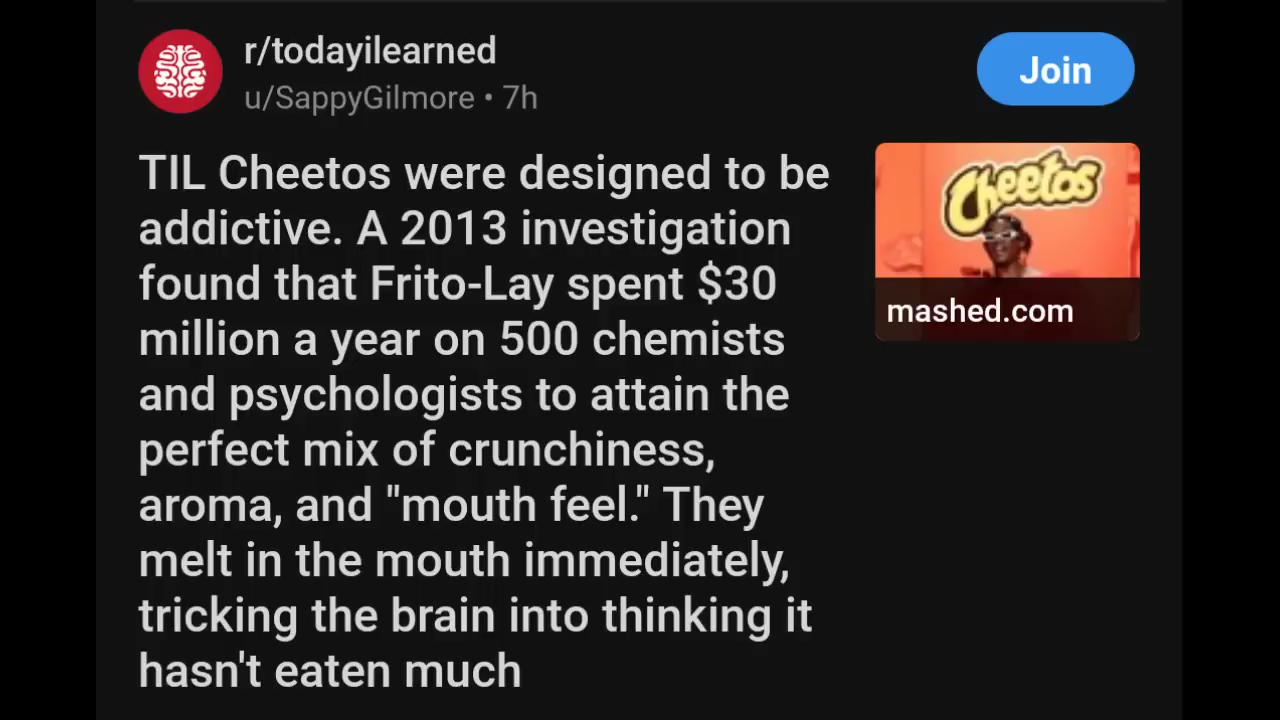 r/todayilearned
u/SappyGilmore • 7h
Join
TIL Cheetos were designed to be
addictive. A 2013 investigation
found that Frito-Lay spent $30
million a year on 500 chemists
and psychologists to attain the
perfect mix of crunchiness,
aroma, and "mouth feel." They
melt in the mouth immediately,
tricking the brain into thinking it
hasn't eaten much
Cheetos
mashed.com